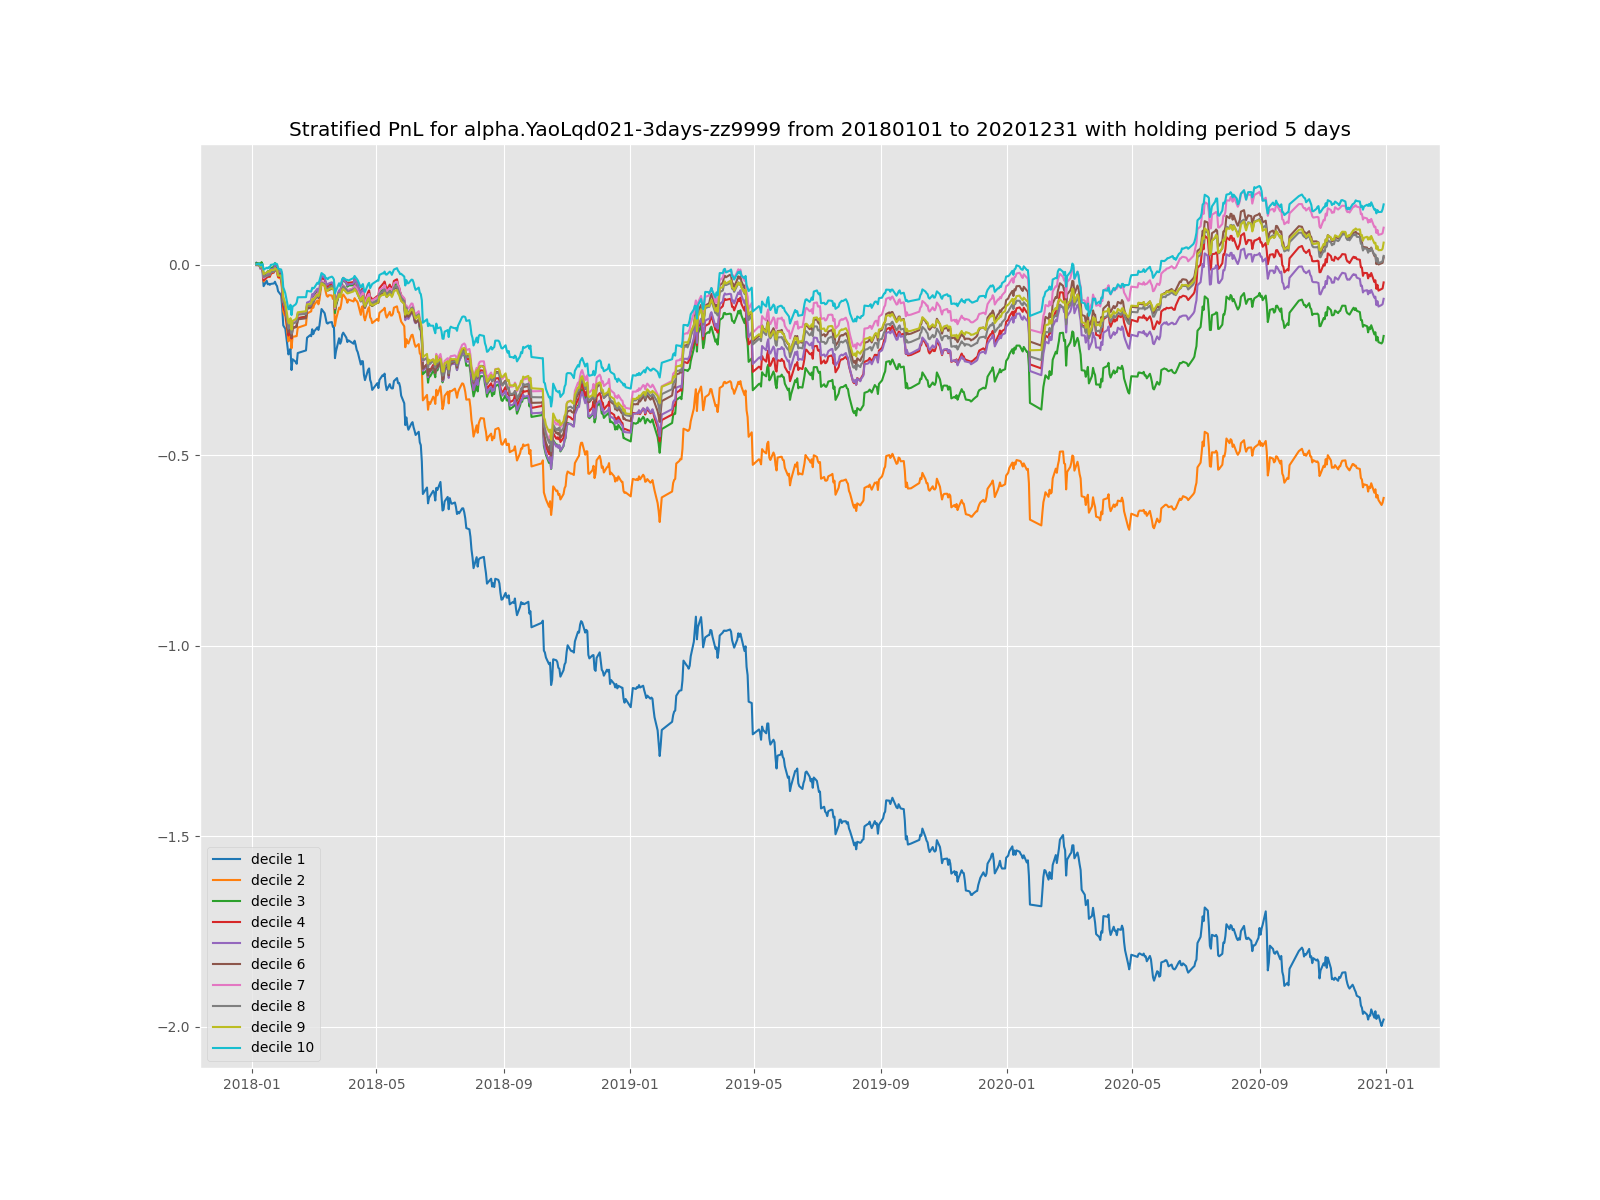 Stratified PnL for alpha.YaoLqd021-3days-zz9999 from 20180101 to 20201231 with holding period 5 days
0.0
−0.5
−1.0
−1.5
−2.0
decile 1
decile 2
decile 3
decile 4
decile 5
decile 6
decile 7
decile 8
decile 9
decile 10
2018-01 2018-05 2018-09 2019-01 2019-05 2019-09 2020-01 2020-05 2020-09 2021-01